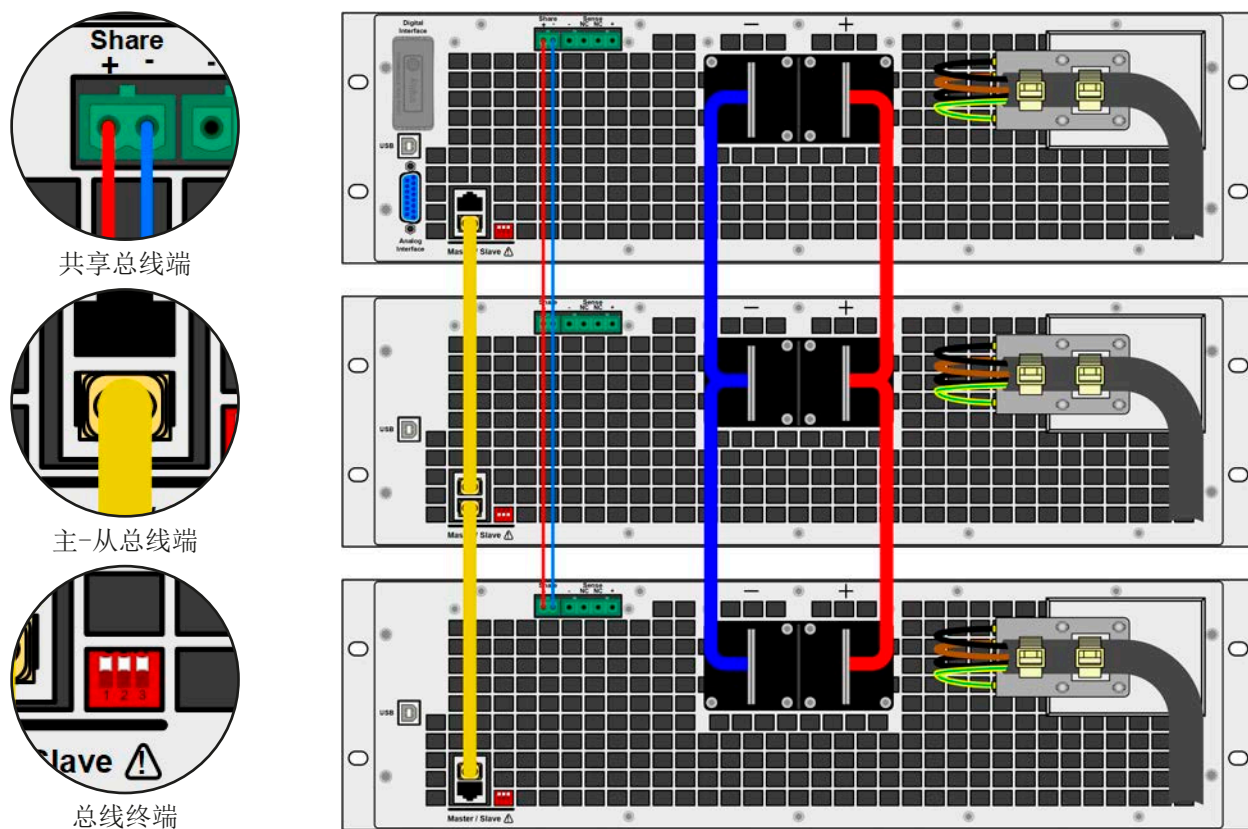 Share
+ -
-
共享总线端
主-从总线端
1 2 3
Slave
总线终端
Digital
Interface
Share
+ -
Sense
- NC NC +
- +
USB
Analog
Interface
Master / Slave
Share
Sense
- NC NC +
- +
USB
Master / Slave
Sense
- NC NC +
- +
USB
Master / Slave